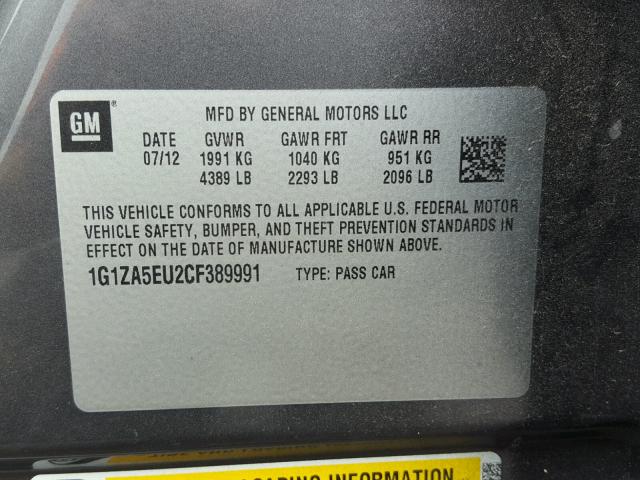 GM
MFD BY GENERAL MOTORS LLC
DATE GVWR GAWR FRT GAWR RR
07/12 1991 KG 1040 KG 951 KG
4389 LB 2293 LB 2096 LB
THIS VEHICLE CONFORMS TO ALL APPLICABLE U.S. FEDERAL MOTOR
VEHICLE SAFETY, BUMPER, AND THEFT PREVENTION STANDARDS IN
EFFECT ON THE DATE OF MANUFACTURE SHOWN ABOVE.
1G1ZA5EU2CF389991 TYPE: PASS CAR
LOADING INFORMATION